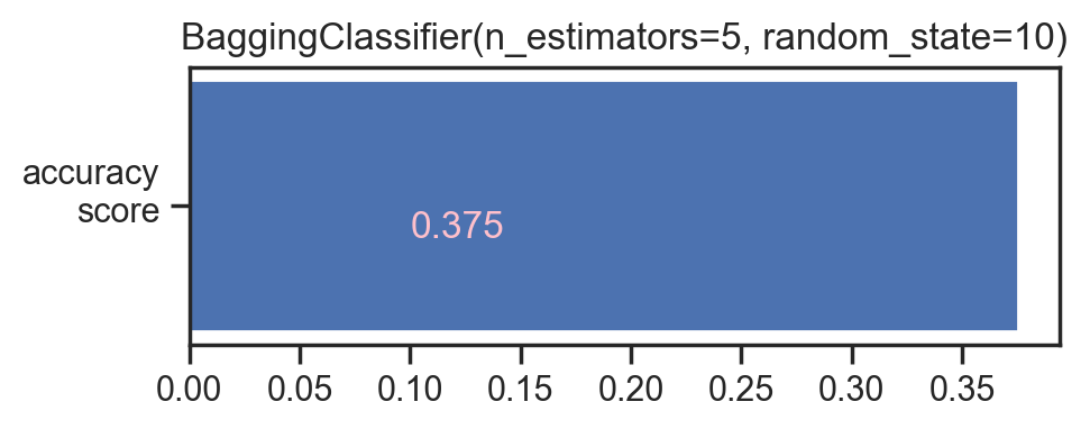 BaggingClassifier(n_estimators=5, random_state=10)
accuracy
score
0.375
0.00 0.05 0.10 0.15 0.20 0.25 0.30 0.35